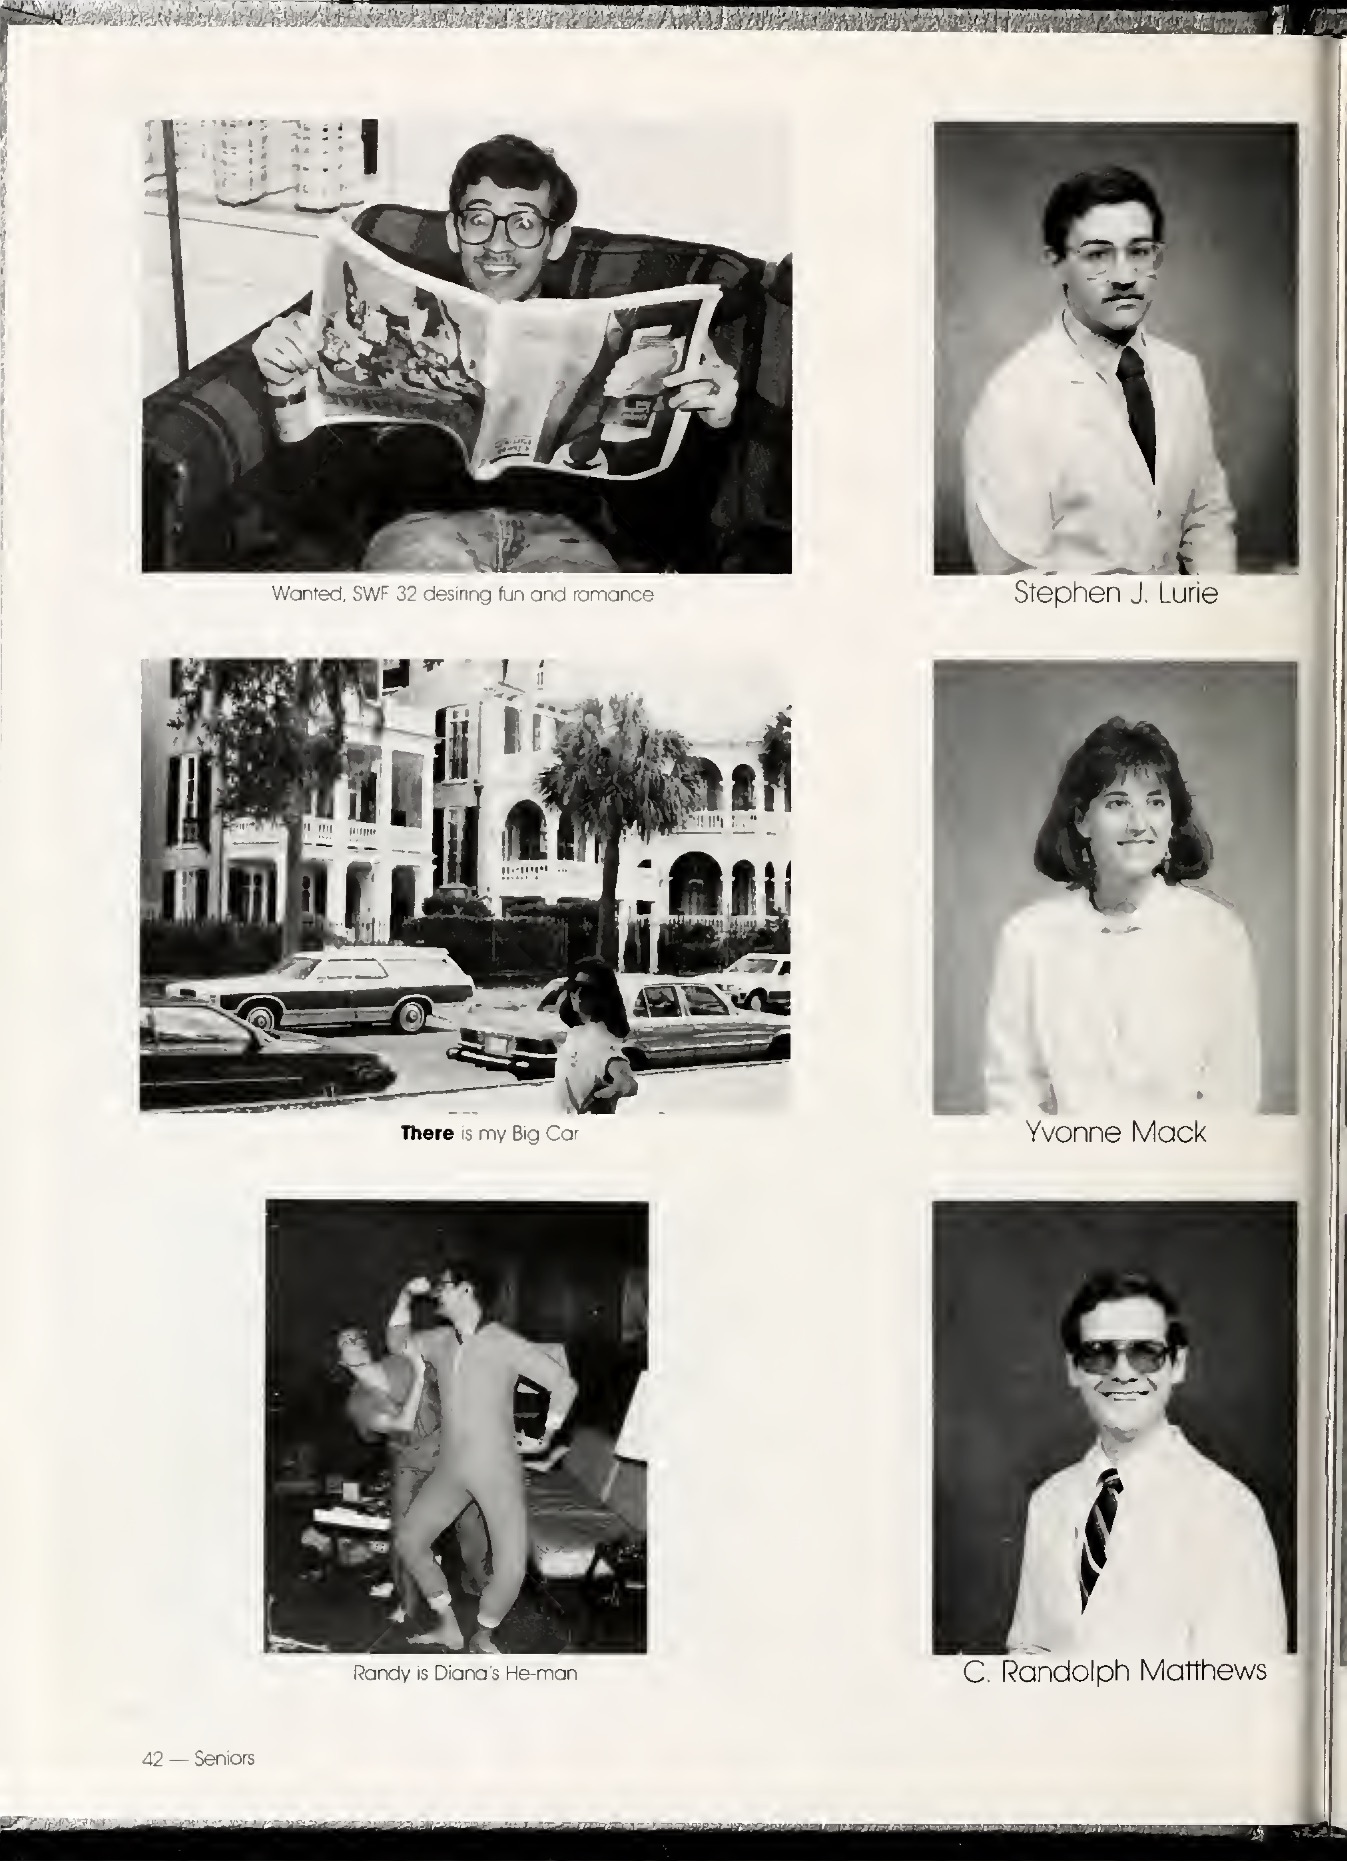 Wanted, SWF 32 desiring fun and romance
Stephen J. Lurie
There is my Big Car
Yvonne Mack
Randy is Diana's He-man
C. Randolph Matthews
42 — Seniors